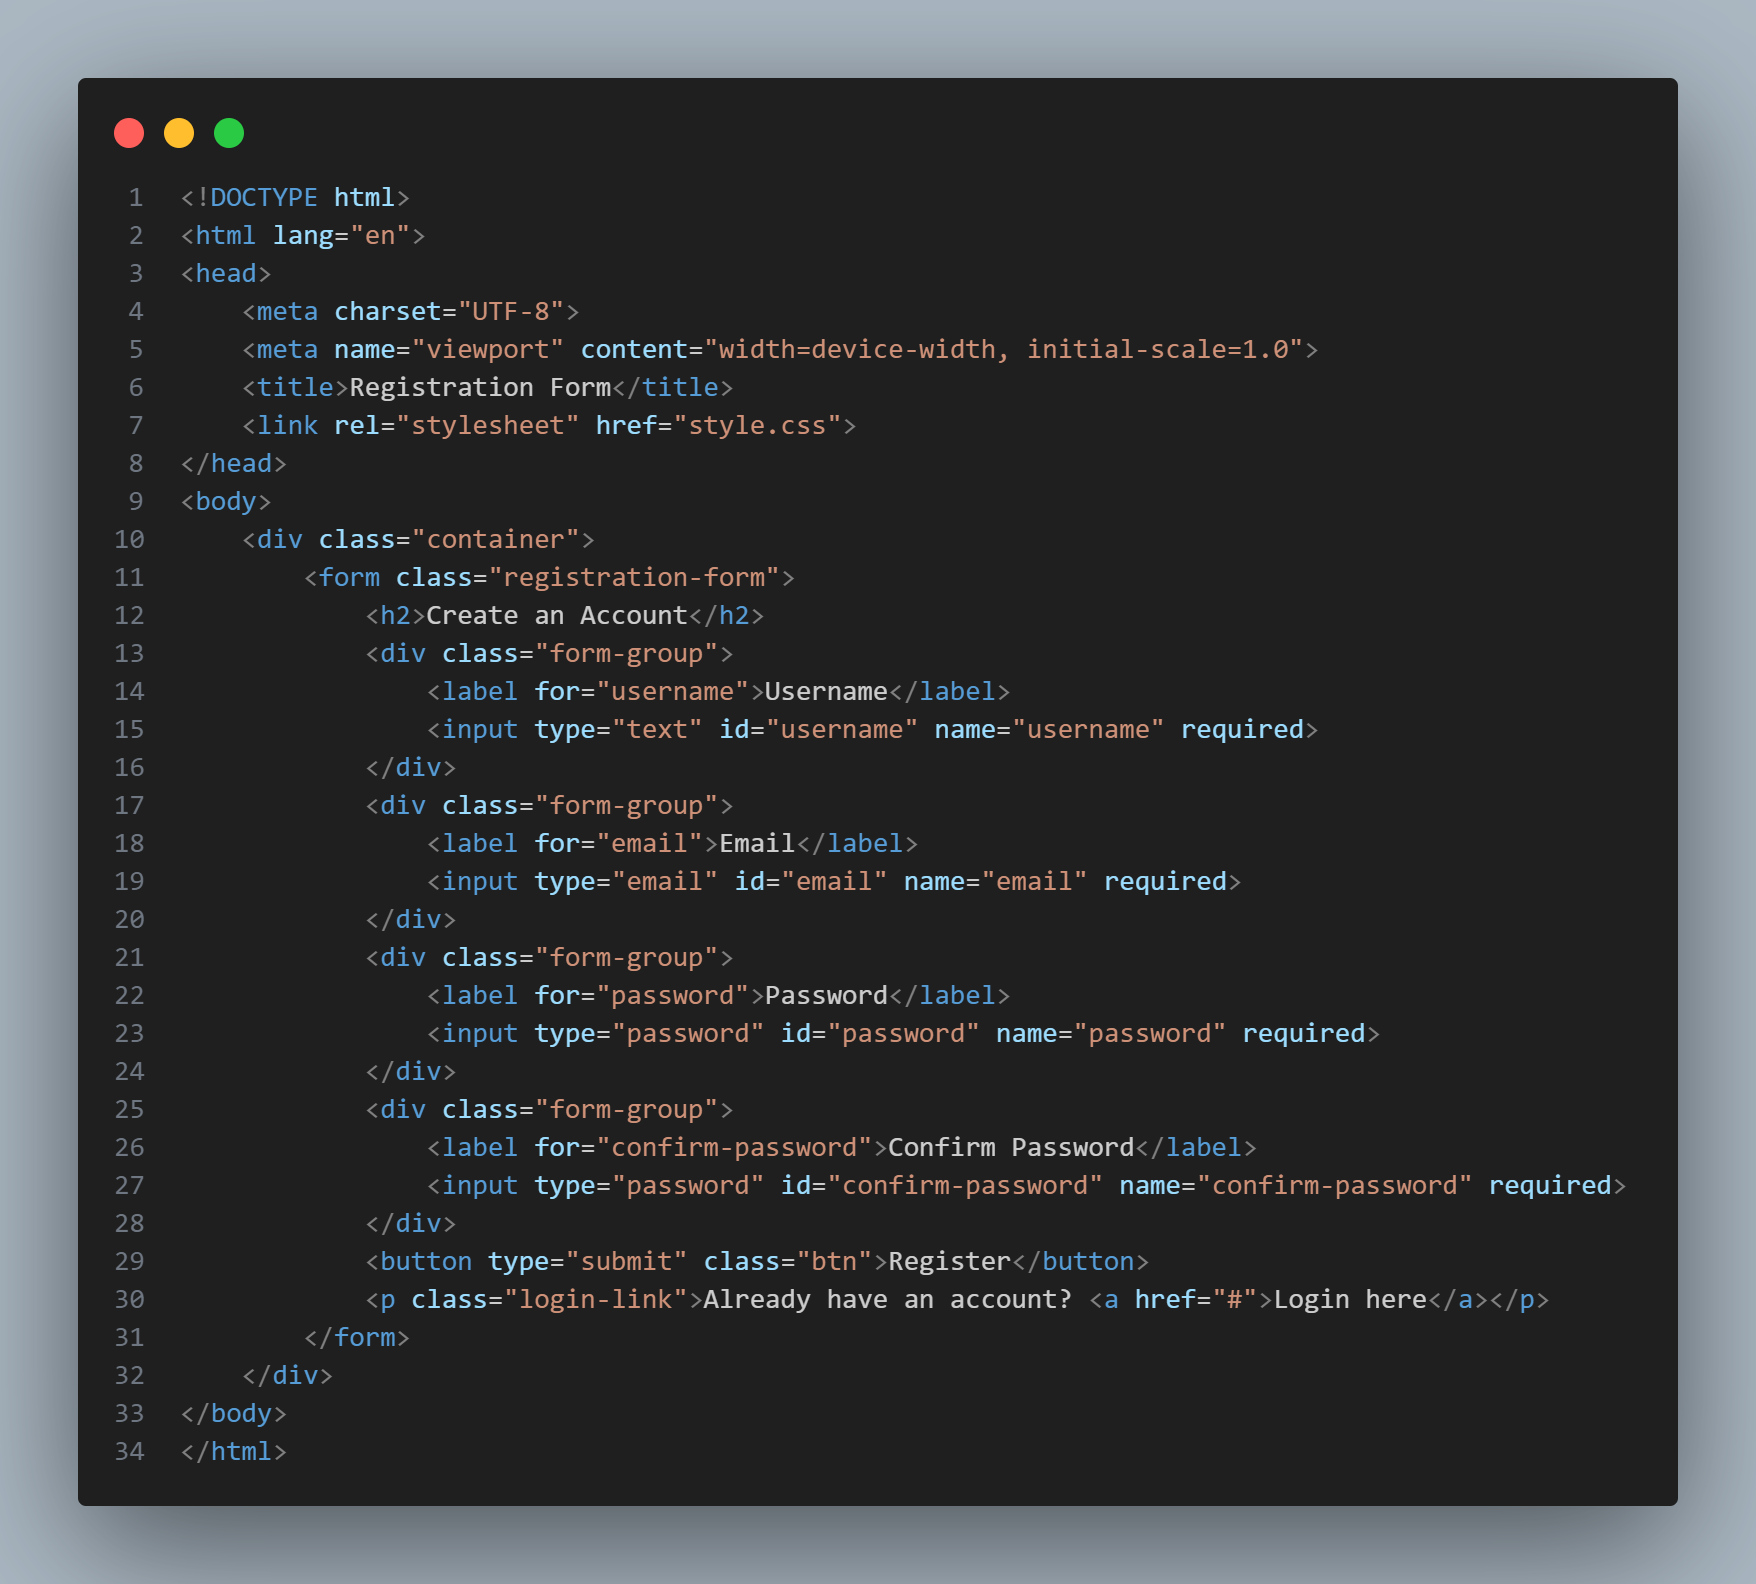 1 <!DOCTYPE html>
2 <html lang="en">
3 <head>
4     <meta charset="UTF-8">
5     <meta name="viewport" content="width=device-width, initial-scale=1.0">
6     <title>Registration Form</title>
7     <link rel="stylesheet" href="style.css">
8 </head>
9 <body>
10     <div class="container">
11         <form class="registration-form">
12             <h2>Create an Account</h2>
13             <div class="form-group">
14                 <label for="username">Username</label>
15                 <input type="text" id="username" name="username" required>
16             </div>
17             <div class="form-group">
18                 <label for="email">Email</label>
19                 <input type="email" id="email" name="email" required>
20             </div>
21             <div class="form-group">
22                 <label for="password">Password</label>
23                 <input type="password" id="password" name="password" required>
24             </div>
25             <div class="form-group">
26                 <label for="confirm-password">Confirm Password</label>
27                 <input type="password" id="confirm-password" name="confirm-password" required>
28             </div>
29             <button type="submit" class="btn">Register</button>
30             <p class="login-link">Already have an account? <a href="#">Login here</a></p>
31         </form>
32     </div>
33 </body>
34 </html>